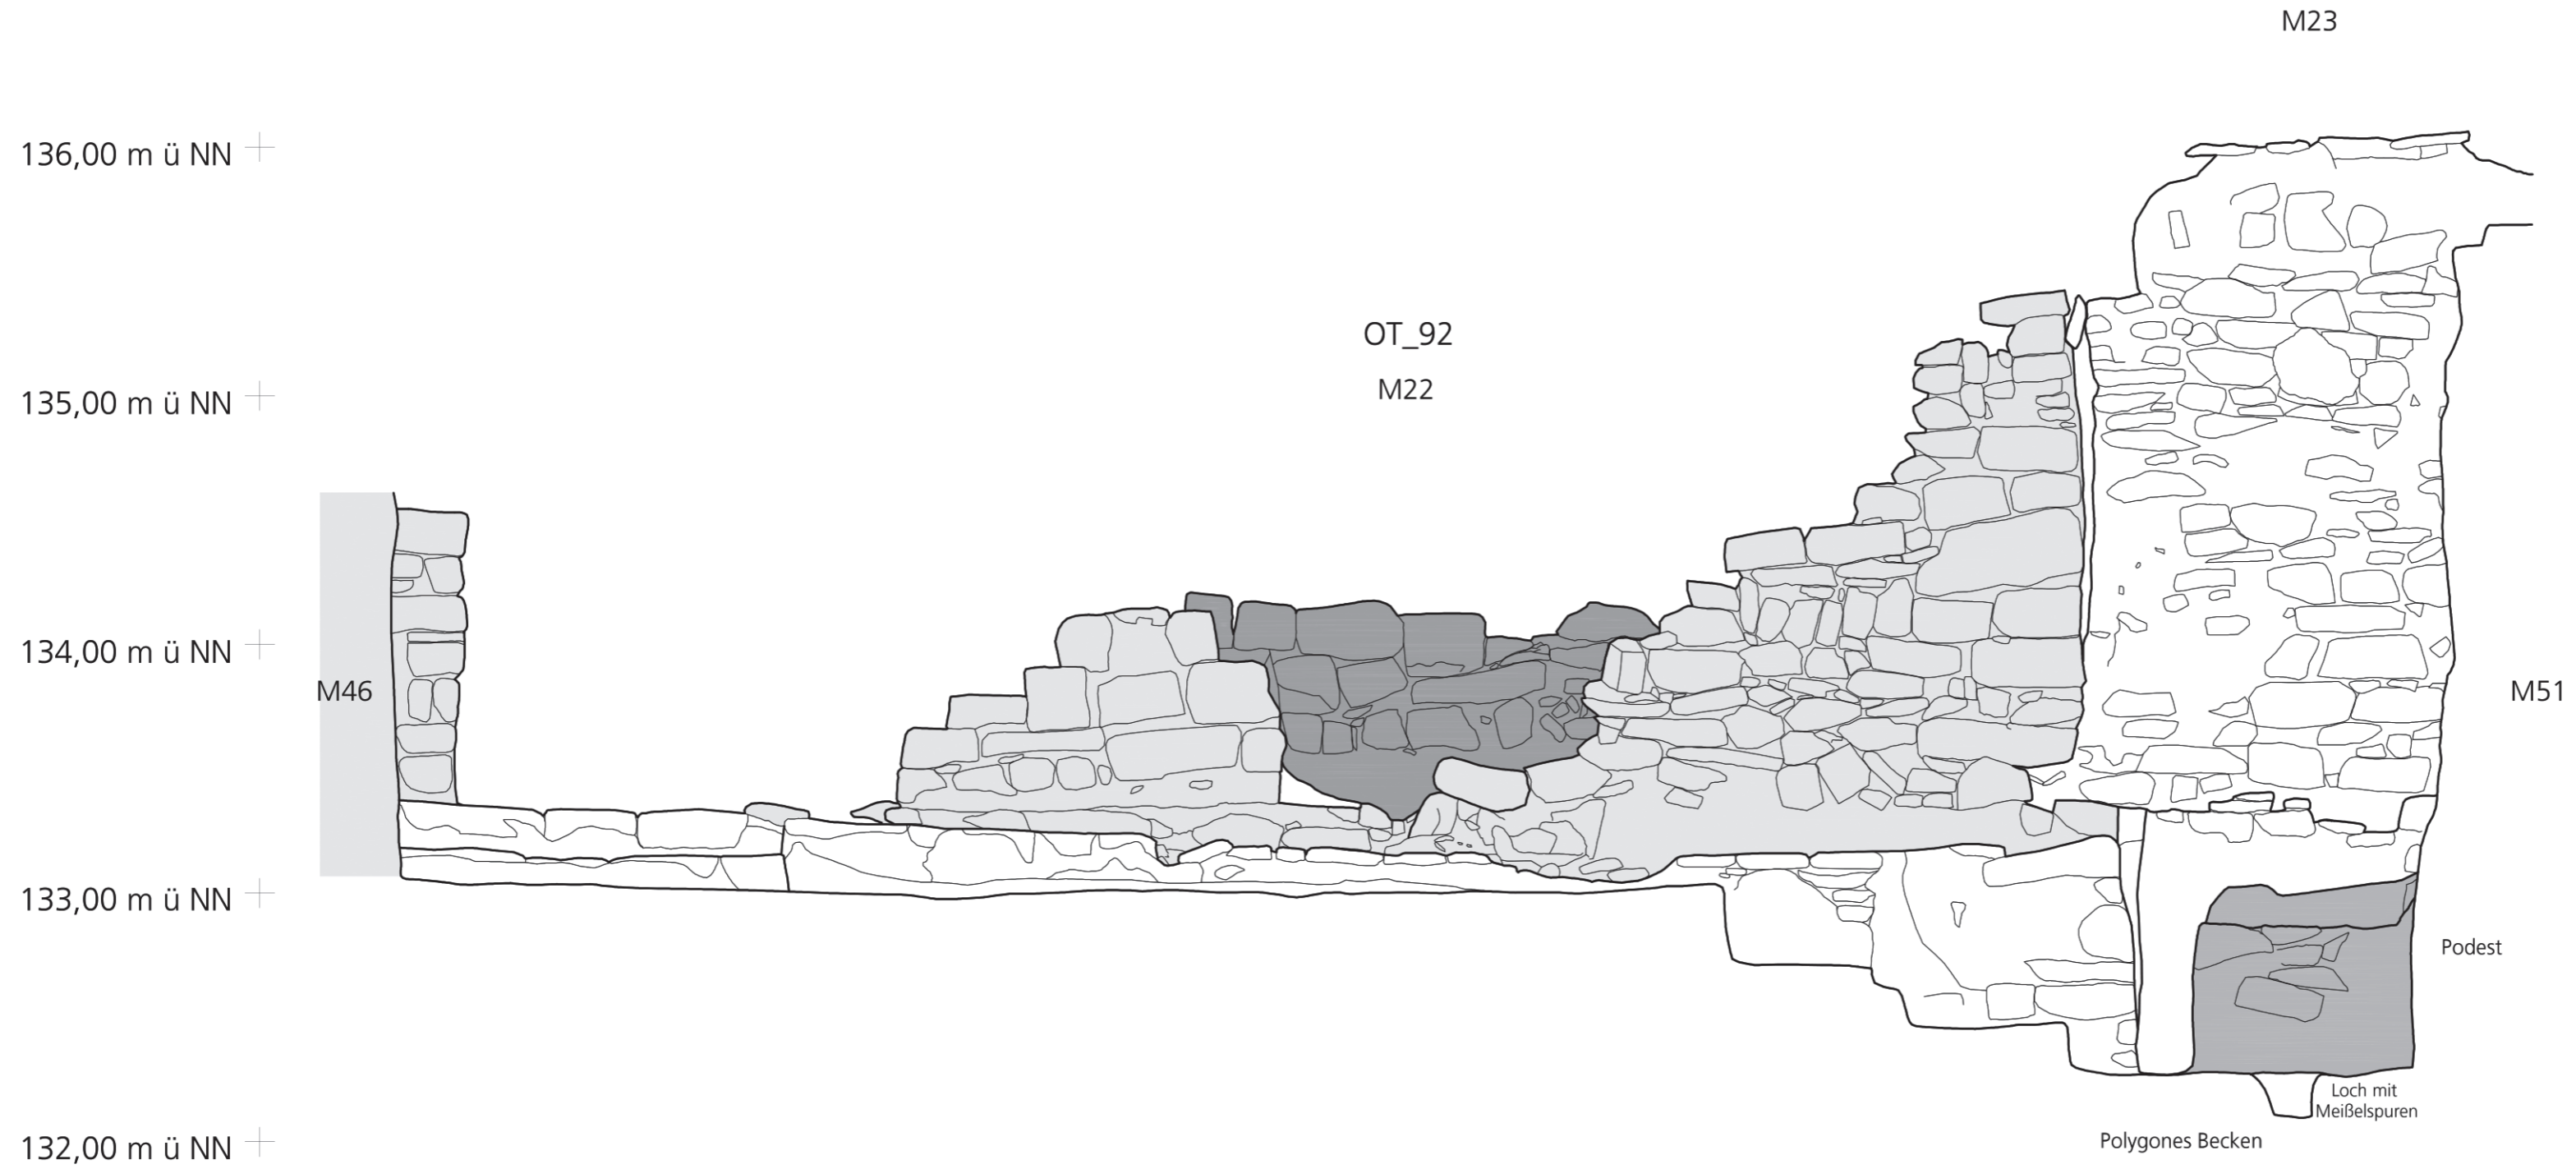 M23
136,00 m ü NN
OT_92
M22
135,00 m ü NN
134,00 m ü NN
M46
M51
133,00 m ü NN
Podest
Loch mit
Meißelspuren
132,00 m ü NN
Polygones Becken